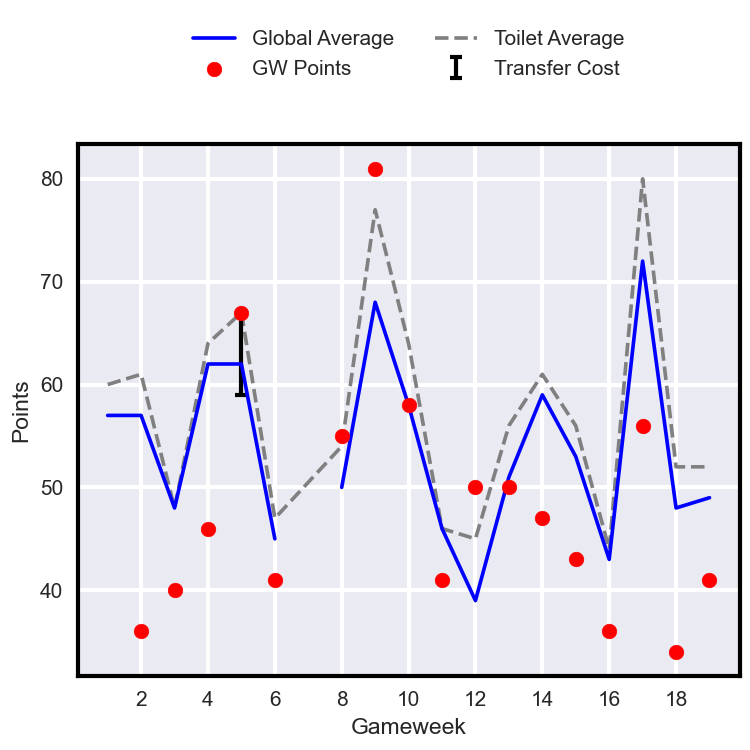 Global Average
Toilet Average
GW Points
Transfer Cost
80
70
60
50
40
Points
2 4 6 8 10 12 14 16 18
Gameweek